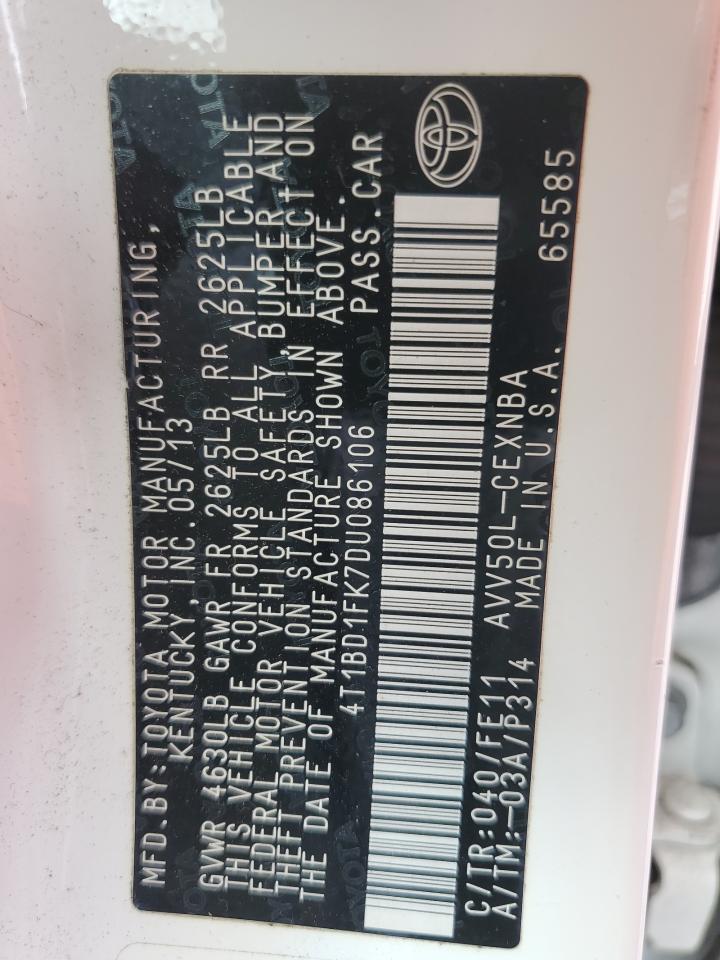 MFD.BY:TOYOTA MOTOR MANUFACTURING,
KENTUCKY,INC.05/13
GVWR 4630LB GAWR FR 2625LB RR 2625LB
THIS VEHICLE CONFORMS TO ALL APPLICABLE
FEDERAL MOTOR VEHICLE SAFETY,BUMPER,AND
THEFT PREVENTION STANDARDS IN EFFECT ON
THE DATE OF MANUFACTURE SHOWN ABOVE.
4T1BD1FK7DU086106 PASS.CAR
C/TR:040/FE11 AVV50L-CEXNBA
A/TM:-03A/P314 MADE IN U.S.A. 65585